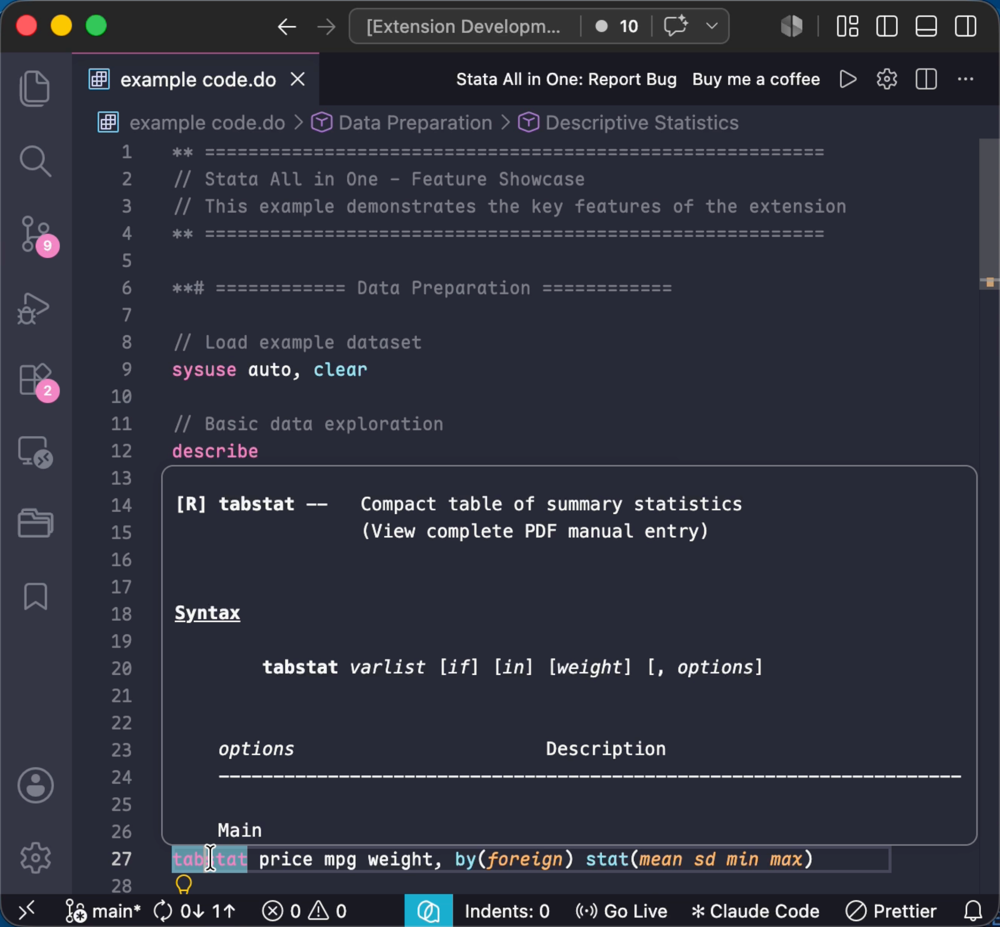 [Extension Developm... 10
example code.do
Stata All in One: Report Bug Buy me a coffee
example code.do > Data Preparation > Descriptive Statistics
1 ** =========================================================
2 // Stata All in One - Feature Showcase
3 // This example demonstrates the key features of the extension
4 ** =========================================================
5
6 **# ============ Data Preparation ============
7
8 // Load example dataset
9 sysuse auto, clear
10
11 // Basic data exploration
12 describe
13
14 [R] tabstat -- Compact table of summary statistics
15 (View complete PDF manual entry)
16
17
18 Syntax
19
20 tabstat varlist [if] [in] [weight] [, options]
21
22
23 options Description
24 --------------------------------------------------------------------
25
26 Main
27 tabstat price mpg weight, by(foreign) stat(mean sd min max)
28
9
2
main* 0↓ 1↑ 0 0 Indents: 0 Go Live Claude Code Prettier